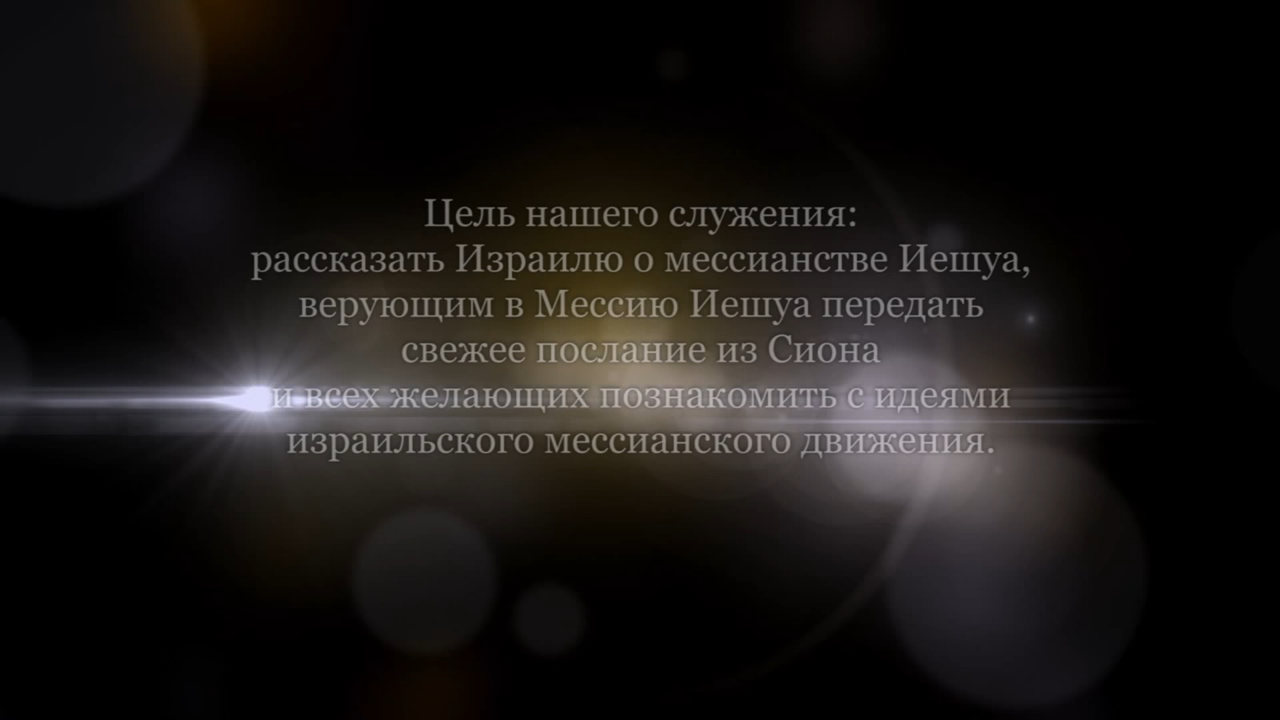 Цель нашего служения:
рассказать Израилю о мессианстве Иешуа,
верующим в Мессию Иешуа передать
свежее послание из Сиона
и всех желающих познакомить с идеями
израильского мессианского движения.